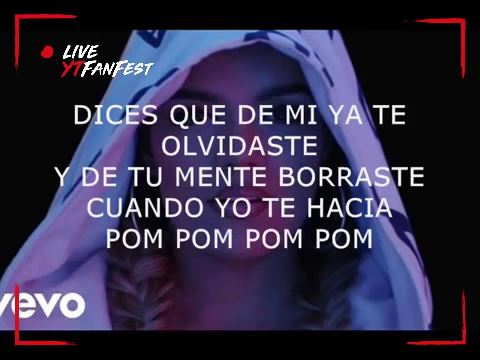 LIVE
YTFANFEST
DICES QUE DE MI YA TE
OLVIDASTE
Y DE TU MENTE BORRASTE
CUANDO YO TE HACIA
POM POM POM POM
vevo